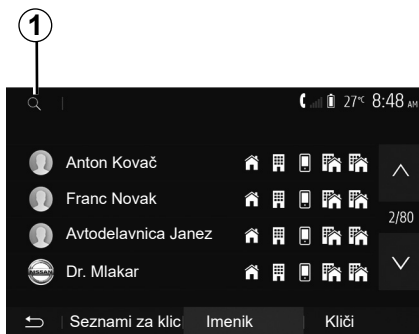 1
27°C 8:48 AM
Anton Kovač
Franc Novak
2/80
Avtodelavnica Janez
NISSAN Dr. Mlakar
Seznami za klic Imenik Kliči